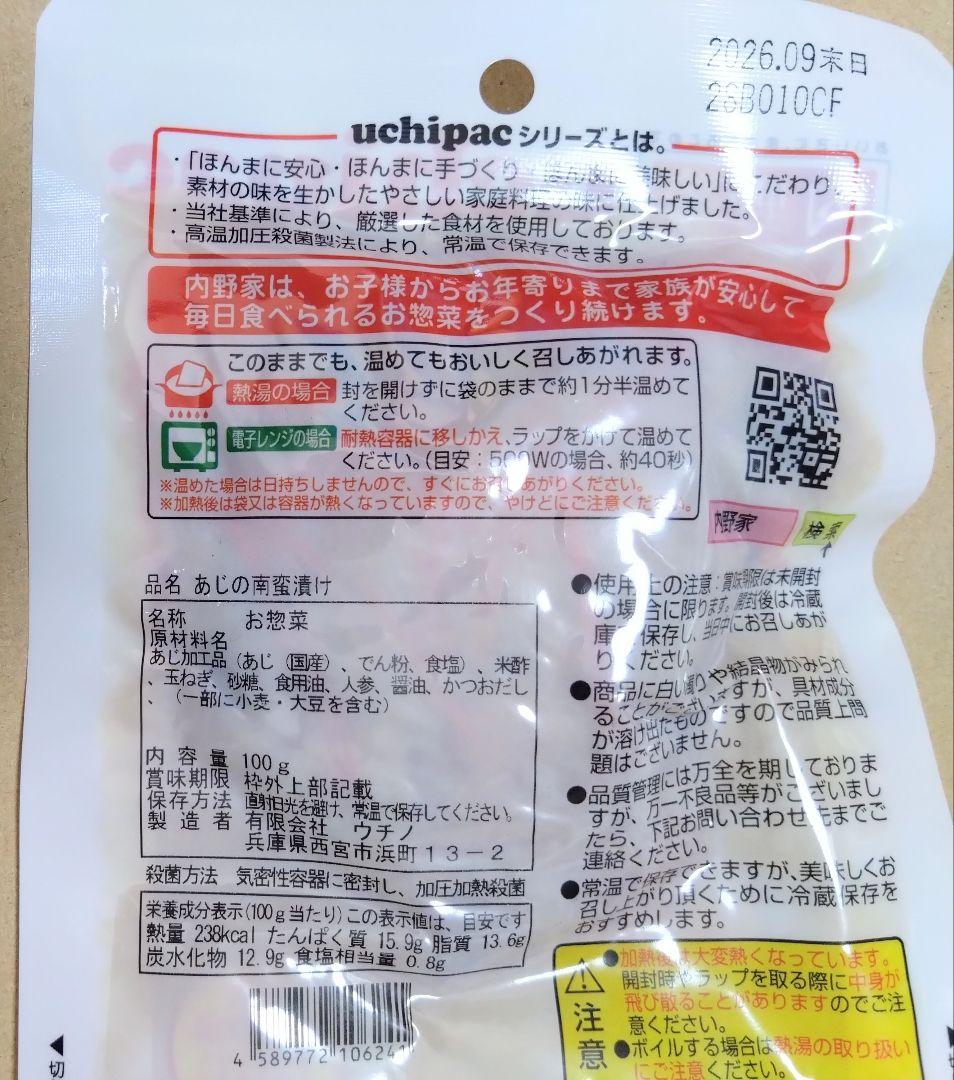 2026.09末日
26B010CF
uchipacシリーズとは。
・「ほんまに安心・ほんまに手づくり・ほんまに美味しい」にこだわり、
素材の味を生かしたやさしい家庭料理の味に仕上げました。
・当社基準により、厳選した食材を使用しております。
・高温加圧殺菌製法により、常温で保存できます。
内野家は、お子様からお年寄りまで家族が安心して
毎日食べられるお惣菜をつくり続けます。
このままでも、温めてもおいしく召しあがれます。
熱湯の場合 封を開けずに袋のままで約1分半温めて
ください。
電子レンジの場合 耐熱容器に移しかえ、ラップをかけて温めて
ください。(目安:500Wの場合、約40秒)
※温めた場合は日持ちしませんので、すぐにお召しあがりください。
※加熱後は袋又は容器が熱くなっていますので、やけどにご注意ください。
内野家 検索
品名 あじの南蛮漬け
名称 お惣菜
原材料名
あじ加工品(あじ(国産)、でん粉、食塩)、米酢
、玉ねぎ、砂糖、食用油、人参、醤油、かつおだし
、(一部に小麦・大豆を含む)
内容量 100g
賞味期限 枠外上部記載
保存方法 直射日光を避け、常温で保存してください。
製造者 有限会社 ウチノ
兵庫県西宮市浜町13-2
殺菌方法 気密性容器に密封し、加圧加熱殺菌
栄養成分表示(100g当たり)この表示値は、目安です
熱量 238kcal たんぱく質 15.9g 脂質 13.6g
炭水化物 12.9g 食塩相当量 0.8g
4 589772 106241
●使用上の注意:賞味期限は未開封
の場合に限ります。開封後は冷蔵
庫で保存し、当日中にお召しあが
りください。
●商品に白い濁りや結晶物がみられ
ることがございますが、具材成分
が溶け出たものですので品質上問
題はございません。
●品質管理には万全を期しておりま
すが、万一不良品等がございまし
たら、下記お問い合わせ先までご
連絡ください。
●常温で保存できますが、美味しくお
召し上がり頂くために冷蔵保存を
おすすめします。
注意
●加熱後は大変熱くなっています。
開封時やラップを取る際に中身が
飛び散ることがありますのでご注
意ください。
●ボイルする場合は熱湯の取り扱い
にご注意ください。
切